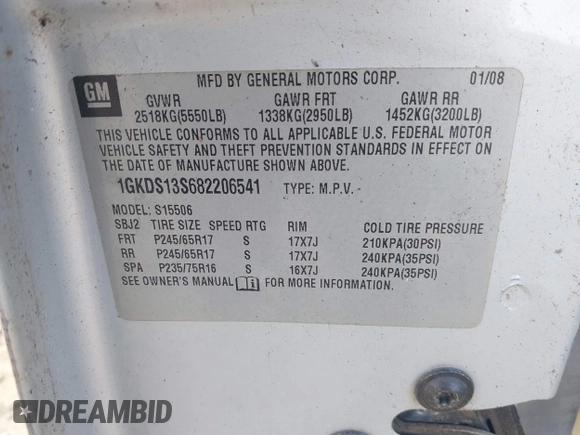 GM MFD BY GENERAL MOTORS CORP. 01/08
GVWR GAWR FRT GAWR RR
2518KG(5550LB) 1338KG(2950LB) 1452KG(3200LB)
THIS VEHICLE CONFORMS TO ALL APPLICABLE U.S. FEDERAL MOTOR
VEHICLE SAFETY AND THEFT PREVENTION STANDARDS IN EFFECT ON
THE DATE OF MANUFACTURE SHOWN ABOVE.
1GKDS13S682206541 TYPE: M.P.V.
MODEL: S15506
SBJ2 TIRE SIZE SPEED RTG RIM COLD TIRE PRESSURE
FRT P245/65R17 S 17X7J 210KPA(30PSI)
RR P245/65R17 S 17X7J 240KPA(35PSI)
SPA P235/75R16 S 16X7J 240KPA(35PSI)
SEE OWNER'S MANUAL FOR MORE INFORMATION.
DREAMBID